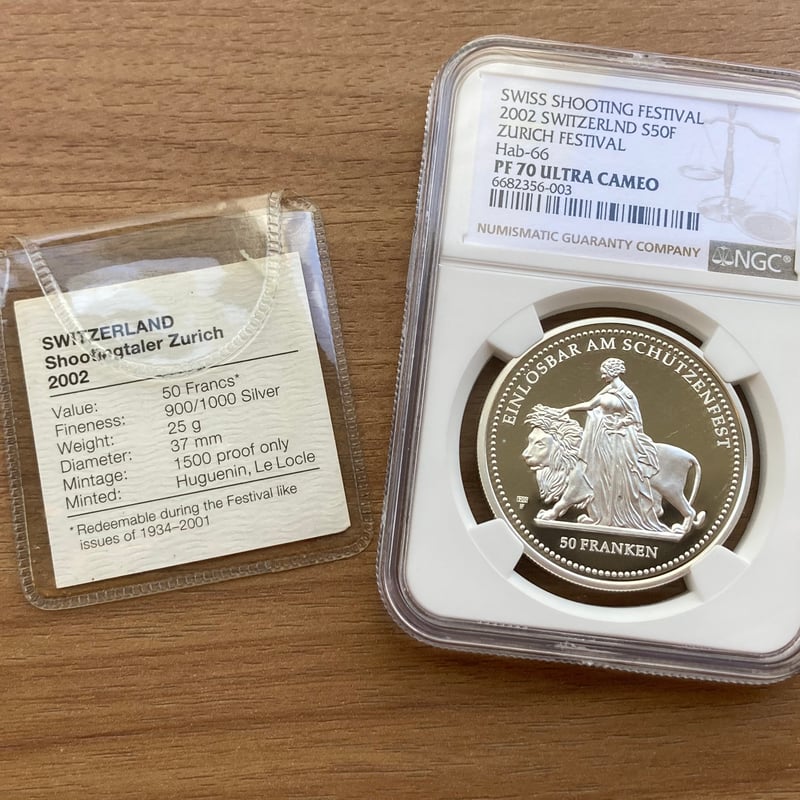 SWITZERLAND
Shootingtaler Zurich
2002
Value: 50 Francs*
Fineness: 900/1000 Silver
Weight: 25 g
Diameter: 37 mm
Mintage: 1500 proof only
Minted: Huguenin, Le Locle
*Redeemable during the Festival like
issues of 1934–2001
SWISS SHOOTING FESTIVAL
2002 SWITZERLND S50F
ZURICH FESTIVAL
Hab-66
PF 70 ULTRA CAMEO
6682356-003
NUMISMATIC GUARANTY COMPANY
NGC®
EINLOSBAR AM SCHÜTZENFEST
50 FRANKEN